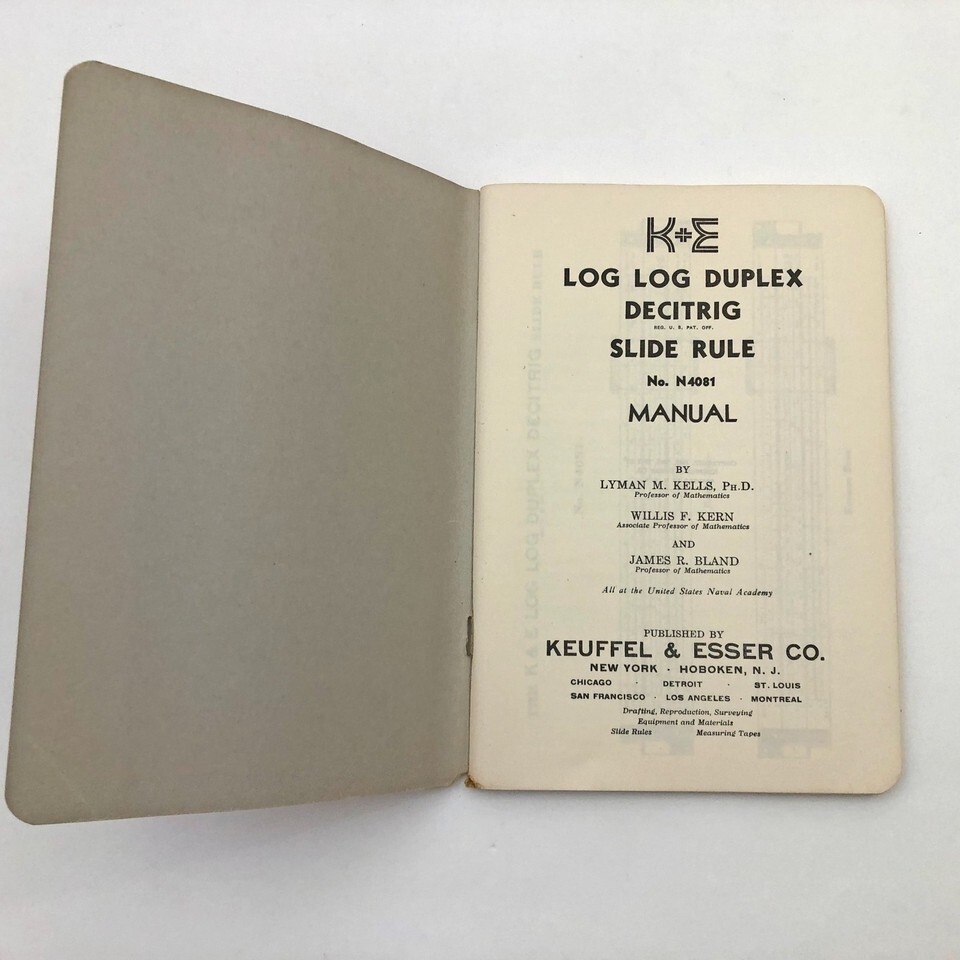 K+E
LOG LOG DUPLEX
DECITRIG
REG. U. S. PAT. OFF.
SLIDE RULE
No. N4081
MANUAL
BY
LYMAN M. KELLS, PH.D.
Professor of Mathematics
WILLIS F. KERN
Associate Professor of Mathematics
AND
JAMES R. BLAND
Professor of Mathematics
All at the United States Naval Academy
PUBLISHED BY
KEUFFEL & ESSER CO.
NEW YORK · HOBOKEN, N. J.
CHICAGO · DETROIT · ST. LOUIS
SAN FRANCISCO · LOS ANGELES · MONTREAL
Drafting, Reproduction, Surveying
Equipment and Materials
Slide Rules Measuring Tapes